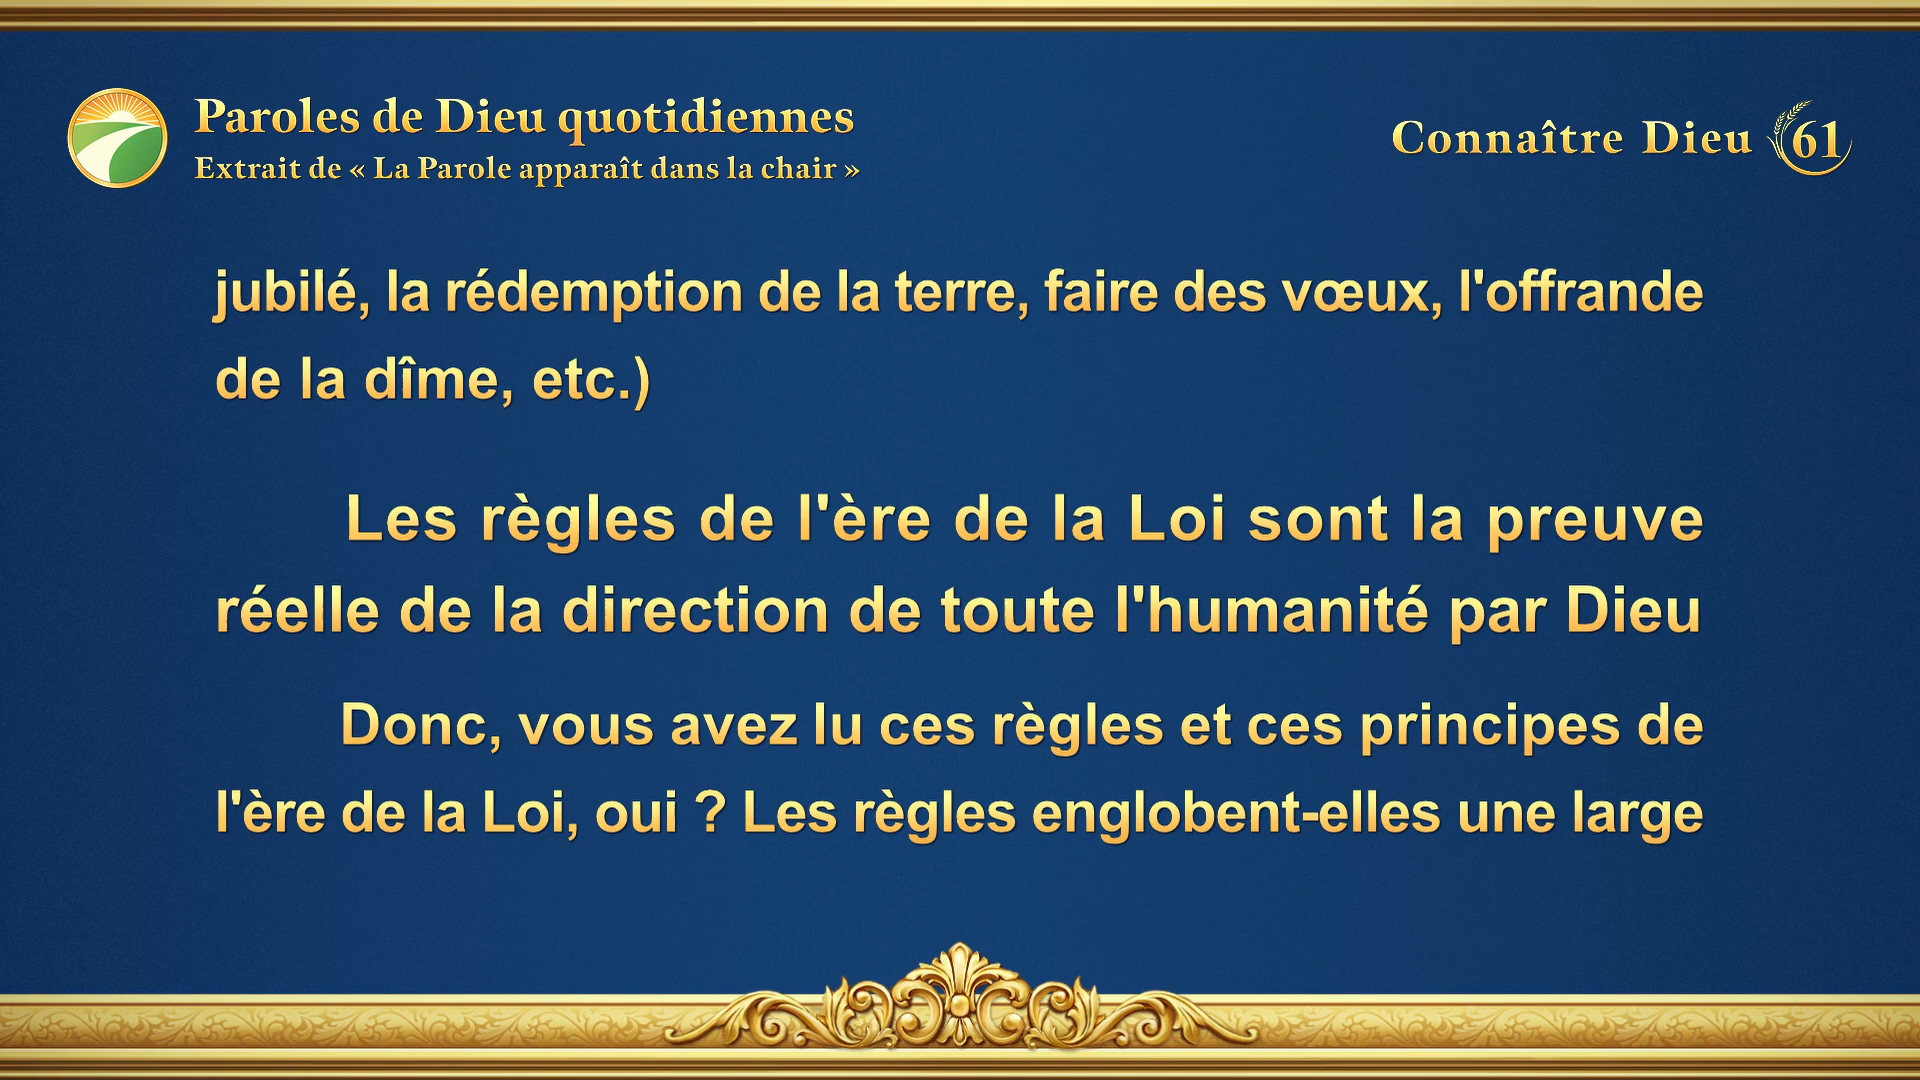 Paroles de Dieu quotidiennes
Extrait de « La Parole apparaît dans la chair »
Connaître Dieu 61
jubilé, la rédemption de la terre, faire des vœux, l'offrande
de la dîme, etc.)
Les règles de l'ère de la Loi sont la preuve
réelle de la direction de toute l'humanité par Dieu
Donc, vous avez lu ces règles et ces principes de
l'ère de la Loi, oui ? Les règles englobent-elles une large